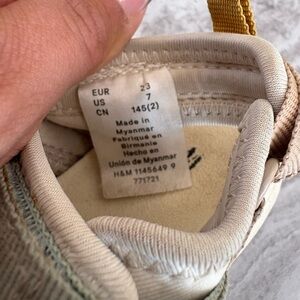 EUR 23
US 7
CN 145(2)
Made in
Myanmar
Fabriqué en
Birmanie
Hecho en
Unión de Myanmar
H&M 1145649 9
771721